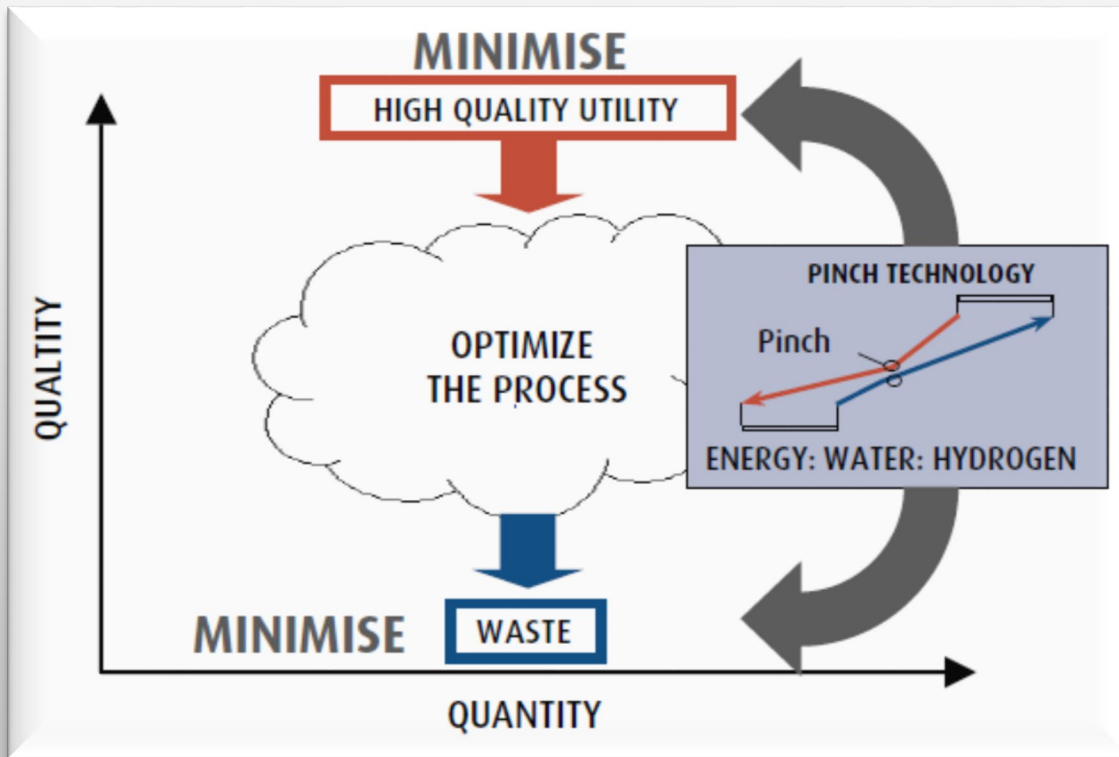 MINIMISE
HIGH QUALITY UTILITY
QUALTITY
OPTIMIZE
THE PROCESS
PINCH TECHNOLOGY
Pinch
ENERGY: WATER: HYDROGEN
MINIMISE
WASTE
QUANTITY